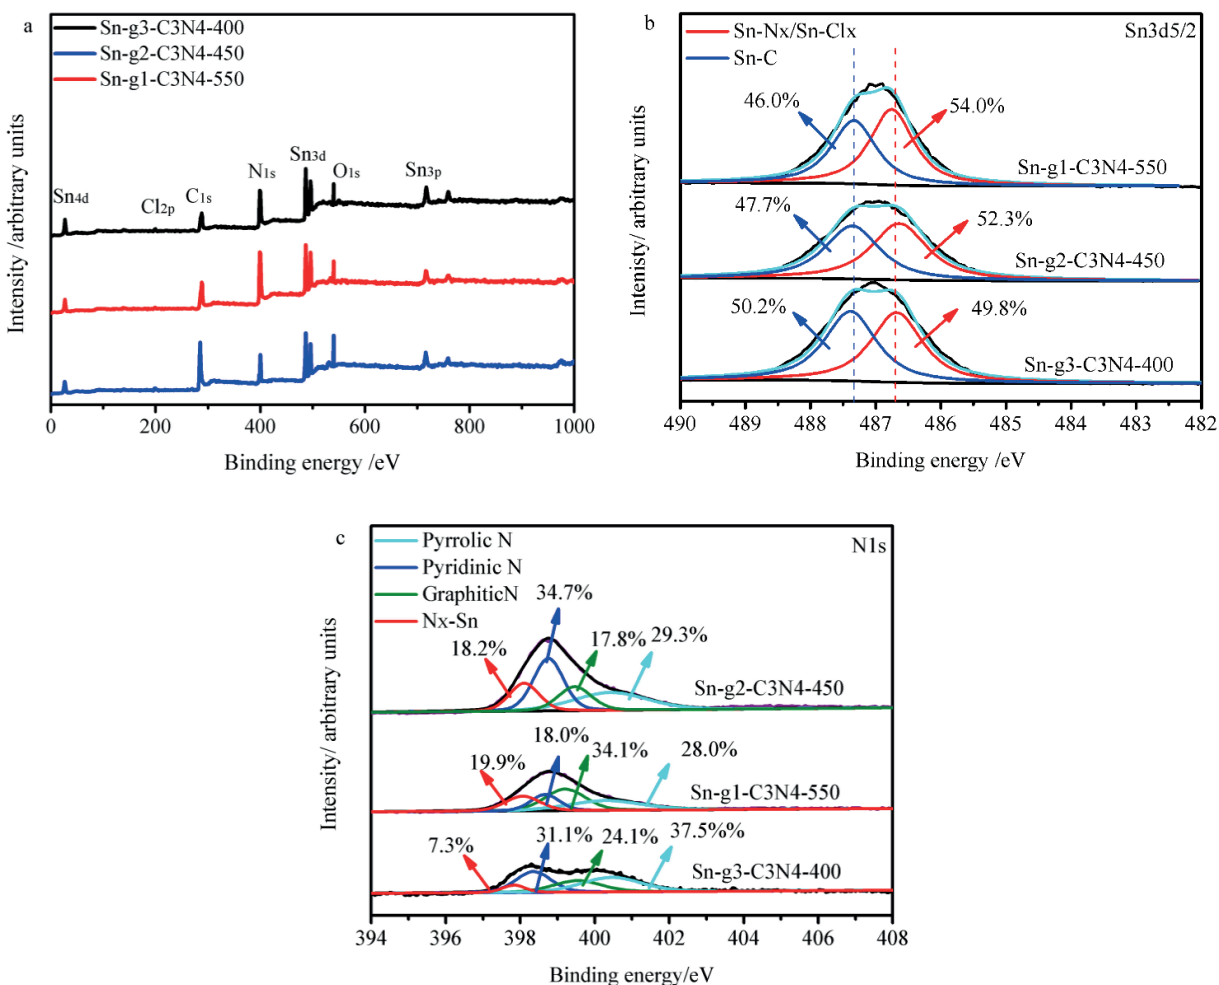 a
Sn-g3-C3N4-400
Sn-g2-C3N4-450
Sn-g1-C3N4-550
Sn4d
Cl2p
C1s
N1s
Sn3d
O1s
Sn3p
Intensity /arbitrary units
0 200 400 600 800 1000
Binding energy /eV
b
Sn-Nx/Sn-Clx
Sn-C
Sn3d5/2
46.0%
54.0%
Sn-g1-C3N4-550
47.7%
52.3%
Sn-g2-C3N4-450
50.2%
49.8%
Sn-g3-C3N4-400
Intenisty/ arbitrary units
490 489 488 487 486 485 484 483 482
Binding energy /eV
c
Pyrrolic N
Pyridinic N
GraphiticN
Nx-Sn
N1s
34.7%
18.2%
17.8%
29.3%
Sn-g2-C3N4-450
19.9%
18.0%
34.1%
28.0%
Sn-g1-C3N4-550
7.3%
31.1%
24.1%
37.5%%
Sn-g3-C3N4-400
Intensity/ arbitrary units
394 396 398 400 402 404 406 408
Binding energy/eV